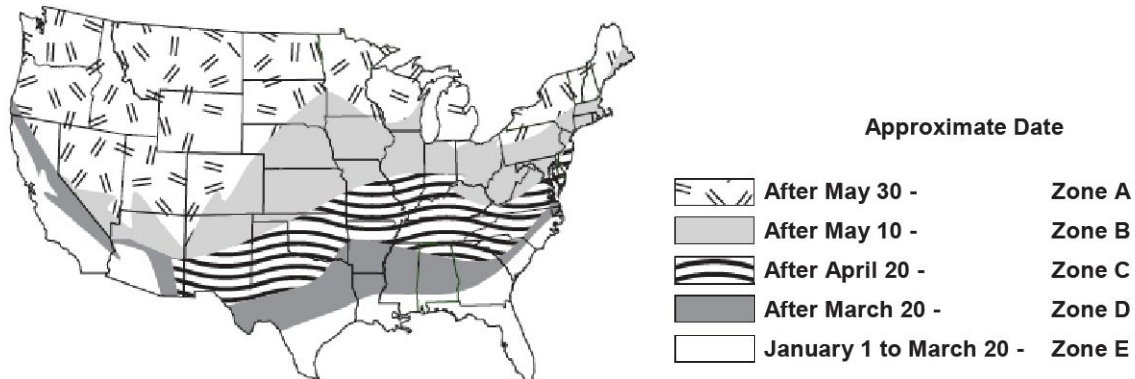 Approximate Date
After May 30 - Zone A
After May 10 - Zone B
After April 20 - Zone C
After March 20 - Zone D
January 1 to March 20 - Zone E